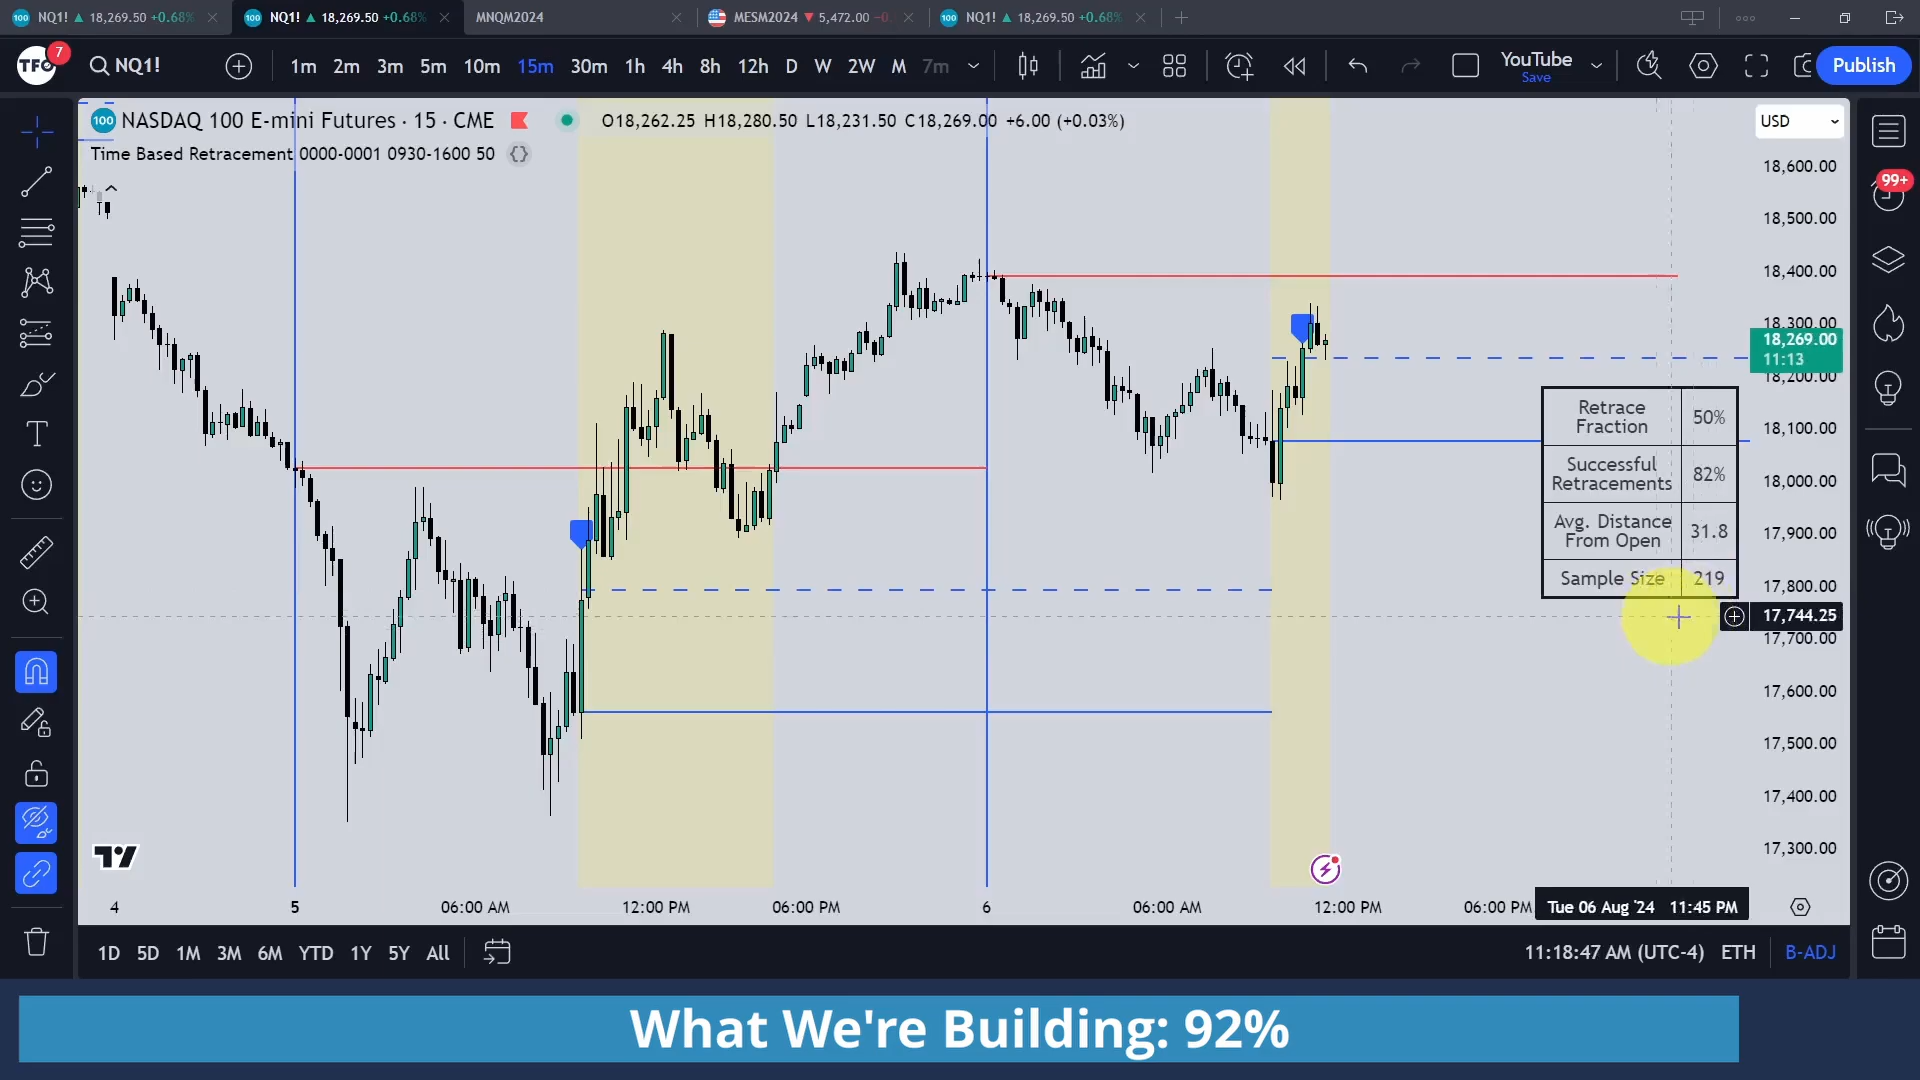 NQ1! ▲ 18,269.50 +0.68%
NQ1! ▲ 18,269.50 +0.68%
MNQM2024
MESM2024 ▼ 5,472.00 −0
NQ1! ▲ 18,269.50 +0.68%
TFO
7
NQ1!
1m 2m 3m 5m 10m 15m 30m 1h 4h 8h 12h D W 2W M 7m
YouTube
Save
Publish
100 NASDAQ 100 E-mini Futures · 15 · CME
O18,262.25 H18,280.50 L18,231.50 C18,269.00 +6.00 (+0.03%)
Time Based Retracement 0000-0001 0930-1600 50
USD
99+
18,600.00
18,500.00
18,400.00
18,300.00
18,269.00
11:13
18,200.00
18,100.00
18,000.00
17,900.00
17,800.00
17,744.25
17,700.00
17,600.00
17,500.00
17,400.00
17,300.00
Retrace
Fraction
50%
Successful
Retracements
82%
Avg. Distance
From Open
31.8
Sample Size
219
4 5 06:00 AM 12:00 PM 06:00 PM 6 06:00 AM 12:00 PM 06:00 PM Tue 06 Aug '24 11:45 PM
1D 5D 1M 3M 6M YTD 1Y 5Y All
11:18:47 AM (UTC-4) ETH B-ADJ
What We're Building: 92%